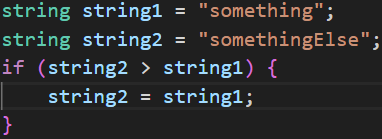 string string1 = "something";
string string2 = "somethingElse";
if (string2 > string1) {
    string2 = string1;
}